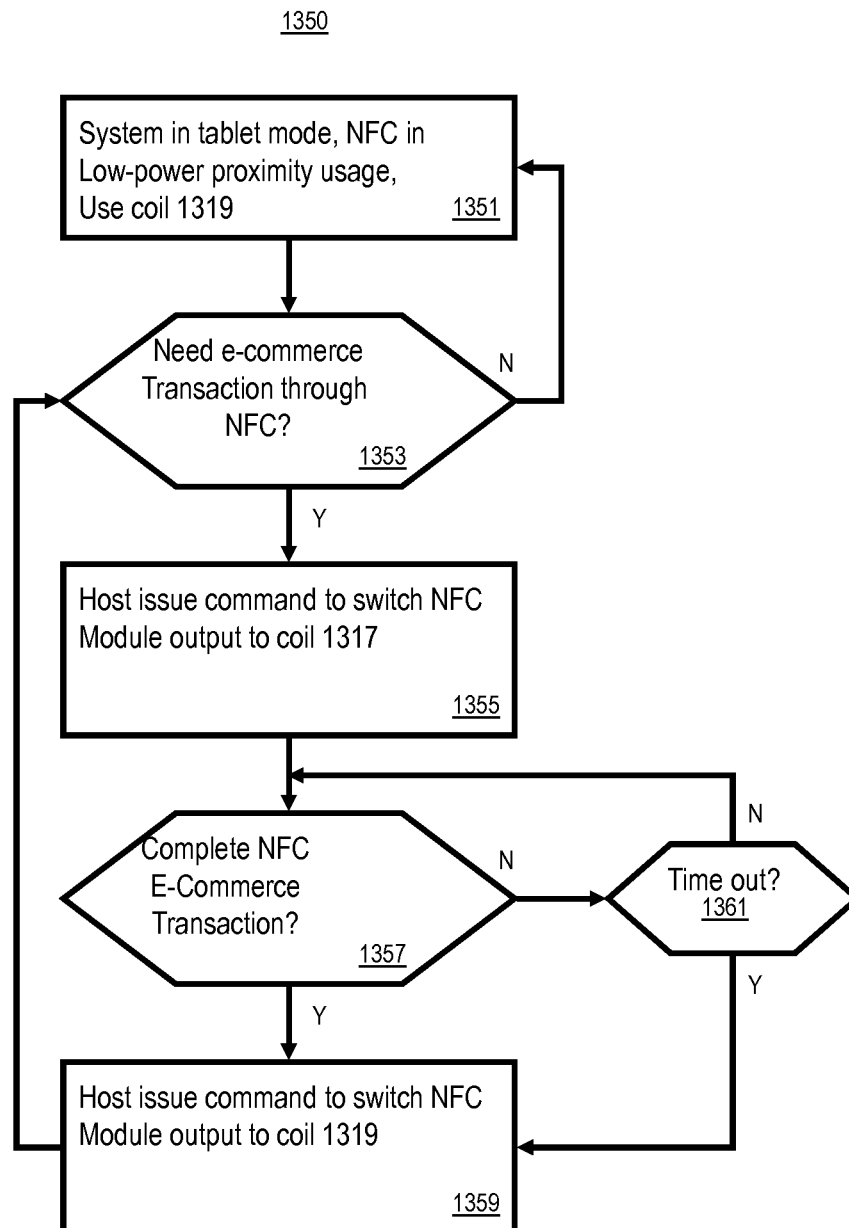 1350
System in tablet mode, NFC in
Low-power proximity usage,
Use coil 1319
1351
Need e-commerce
Transaction through
NFC?
1353
N
Y
Host issue command to switch NFC
Module output to coil 1317
1355
Complete NFC
E-Commerce
Transaction?
1357
N
Y
Time out?
1361
N
Y
Host issue command to switch NFC
Module output to coil 1319
1359